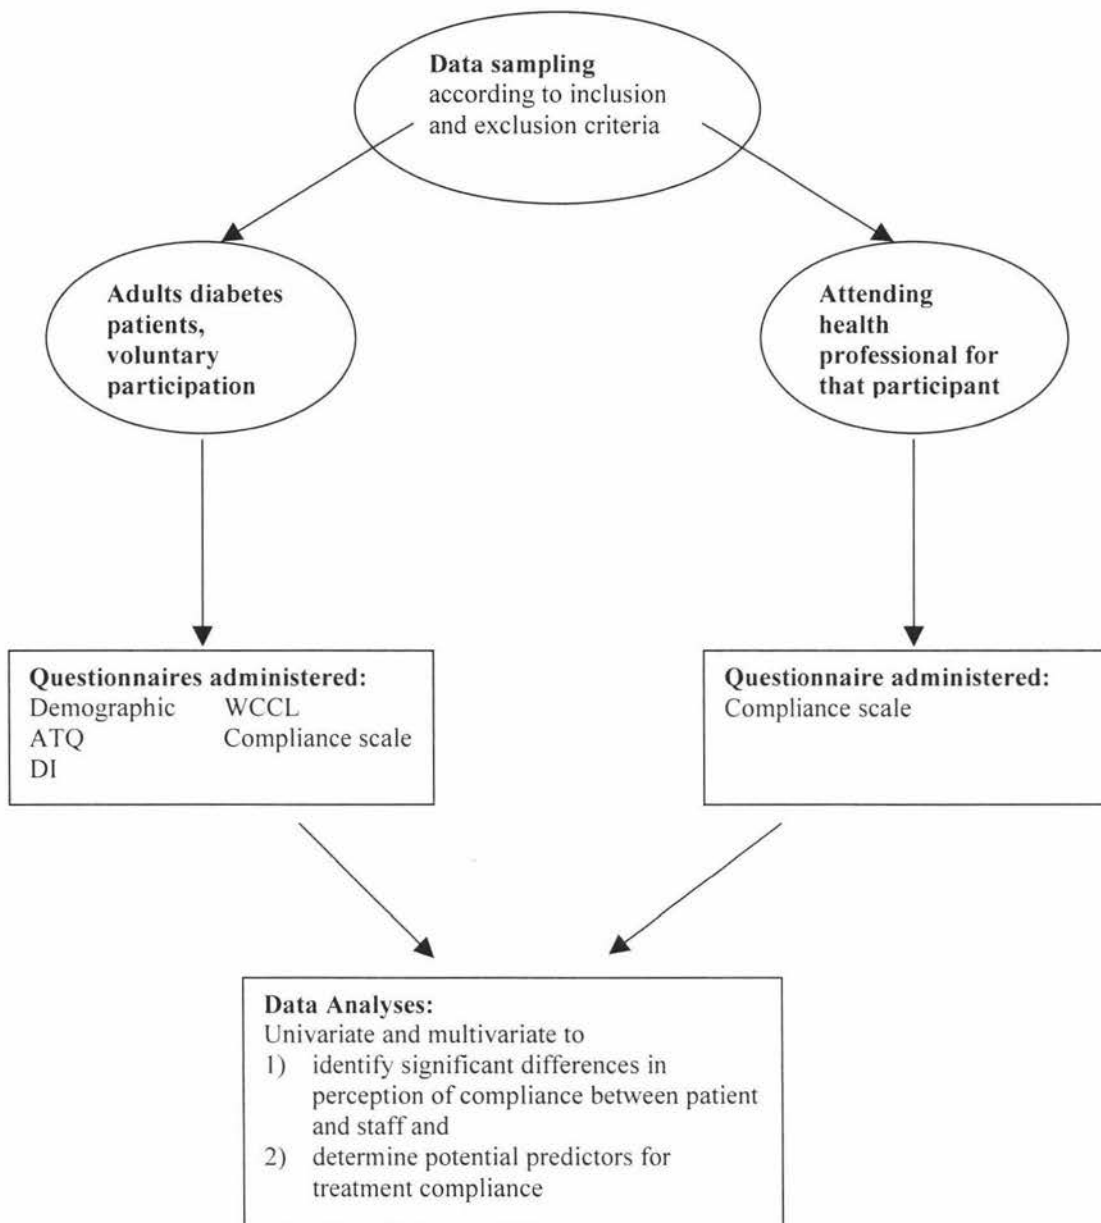 Data sampling
according to inclusion
and exclusion criteria
Adults diabetes
patients,
voluntary
participation
Attending
health
professional for
that participant
Questionnaires administered:
Demographic WCCL
ATQ Compliance scale
DI
Questionnaire administered:
Compliance scale
Data Analyses:
Univariate and multivariate to
1) identify significant differences in
perception of compliance between patient
and staff and
2) determine potential predictors for
treatment compliance